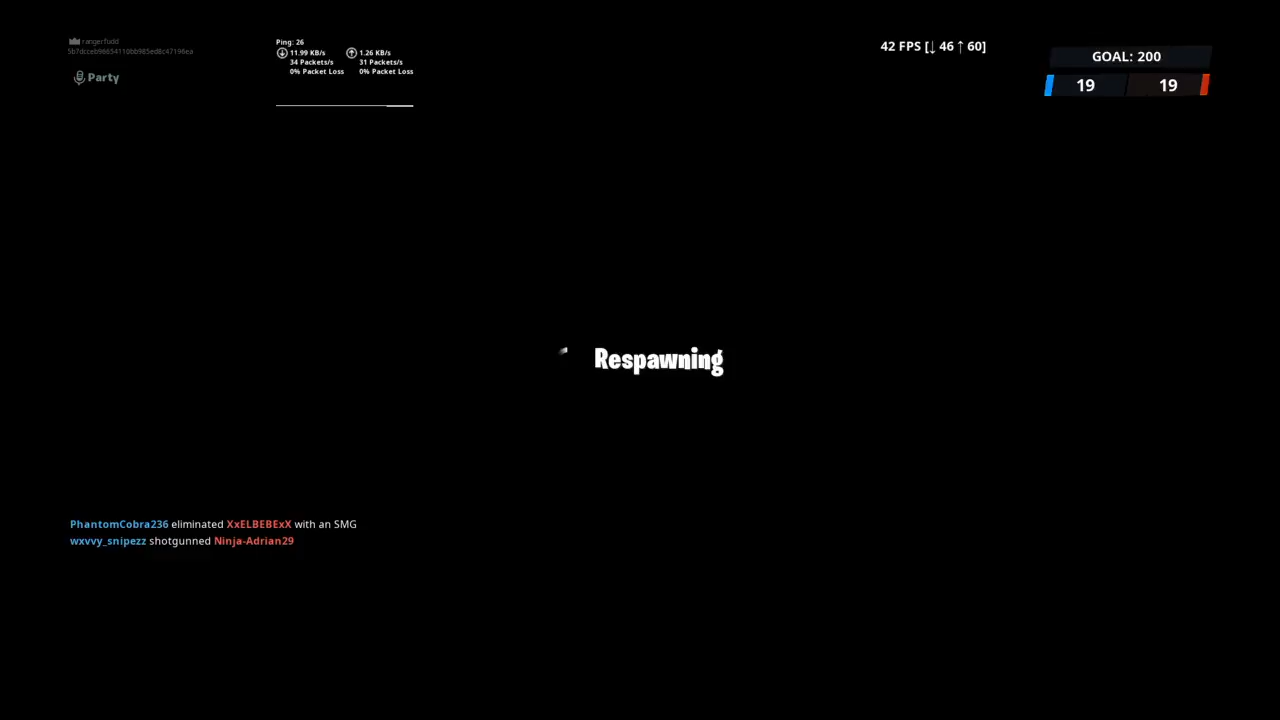 rangerfudd
Ping: 26
11.99 KB/s 1.26 KB/s
34 Packets/s 31 Packets/s
0% Packet Loss 0% Packet Loss
Party
42 FPS [↓ 46 ↑ 60]
GOAL: 200
19 19
Respawning
PhantomCobra236 eliminated XxELBEBExX with an SMG
wxvvy_snipezz shotgunned Ninja-Adrian29